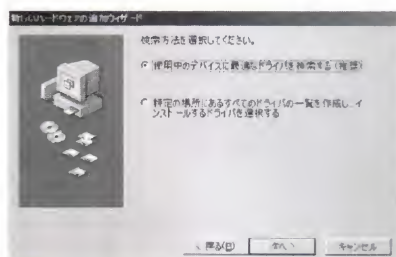 新しいハードウェアの追加ウィザード
検索方法を選択してください。
使用中のデバイスに最適なドライバを検索する(推奨)
特定の場所にあるすべてのドライバの一覧を作成し、イ
ンストールするドライバを選択する
< 戻る(B)
次へ >
キャンセル